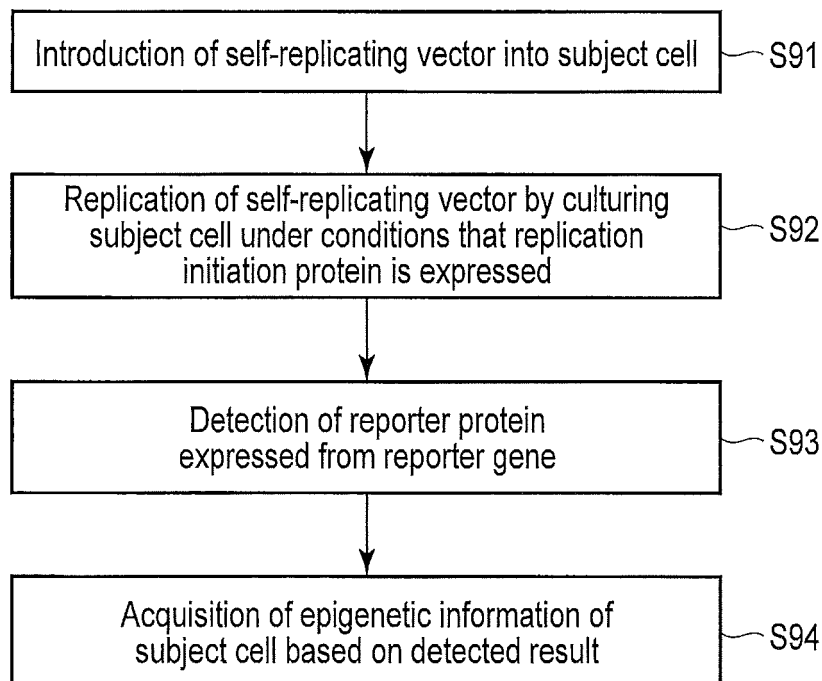 Introduction of self-replicating vector into subject cell
S91
Replication of self-replicating vector by culturing
subject cell under conditions that replication
initiation protein is expressed
S92
Detection of reporter protein
expressed from reporter gene
S93
Acquisition of epigenetic information of
subject cell based on detected result
S94